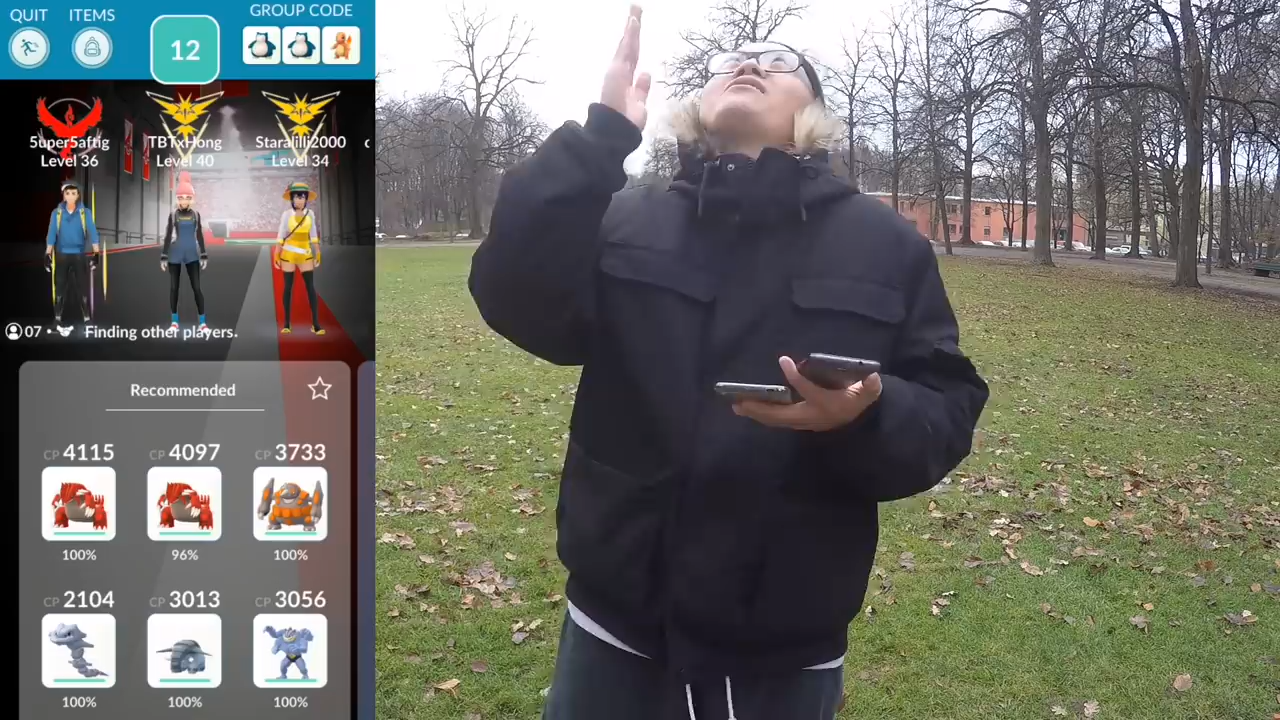 QUIT
ITEMS
GROUP CODE
12
5uper5aftig
Level 36
TBTxHong
Level 40
Staralilli2000
Level 34
c
07 • Finding other players.
Recommended
CP 4115
CP 4097
CP 3733
100%
96%
100%
CP 2104
CP 3013
CP 3056
100%
100%
100%